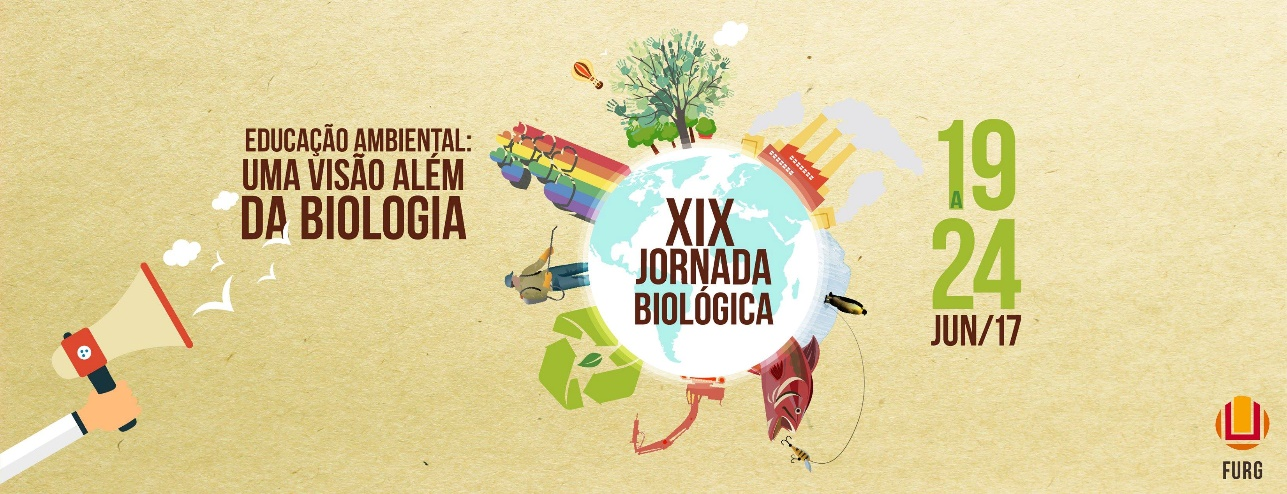 EDUCAÇÃO AMBIENTAL:
UMA VISÃO ALÉM
DA BIOLOGIA
XIX
JORNADA
BIOLÓGICA
19
A
24
JUN/17
FURG